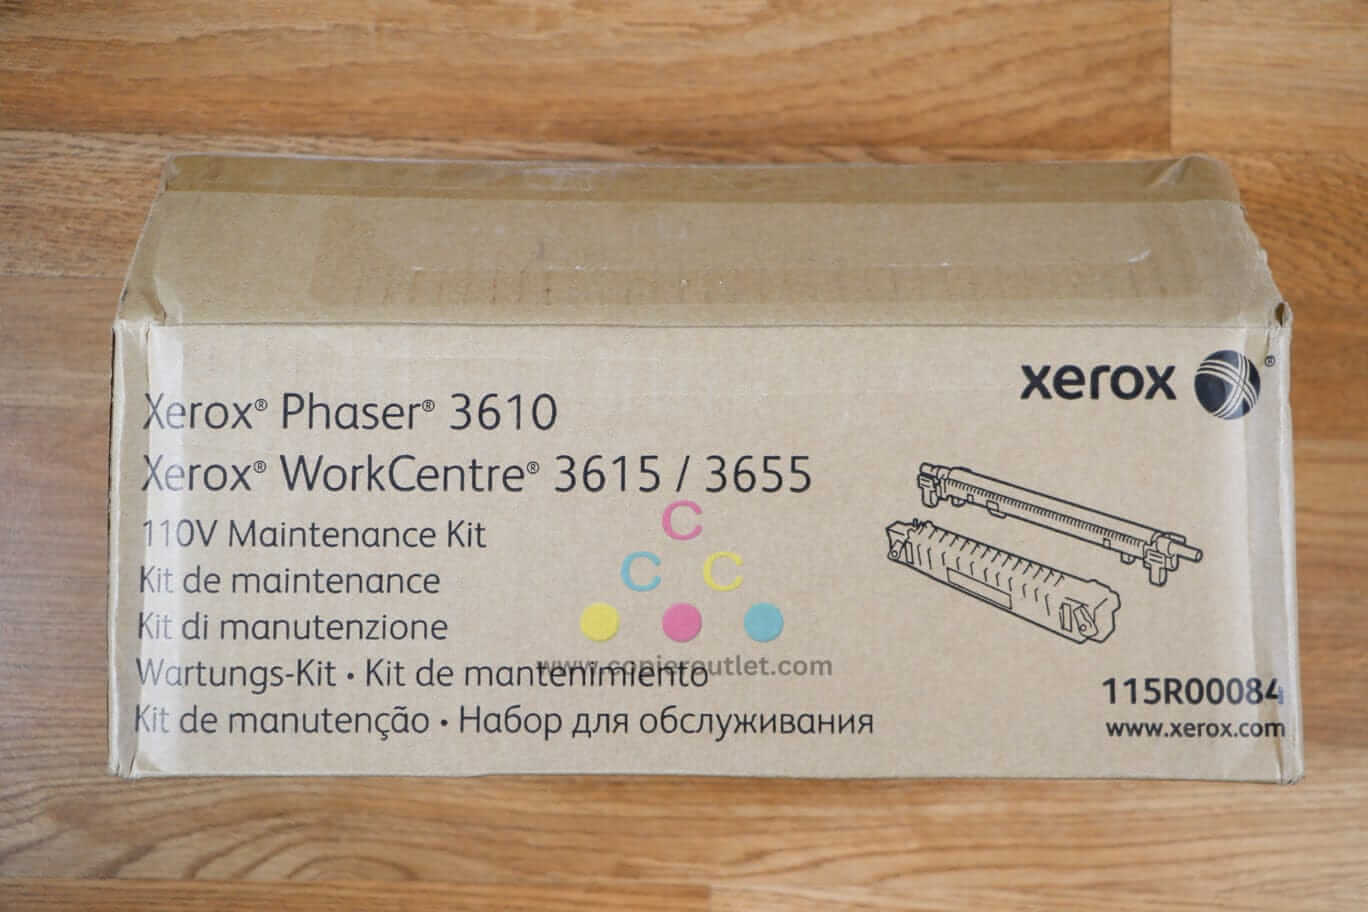 xerox ®
Xerox® Phaser® 3610
Xerox® WorkCentre® 3615 / 3655
110V Maintenance Kit
Kit de maintenance
Kit di manutenzione
Wartungs-Kit • Kit de mantenimiento
Kit de manutenção • Набор для обслуживания
C
C C
www.copieroutlet.com
115R00084
www.xerox.com